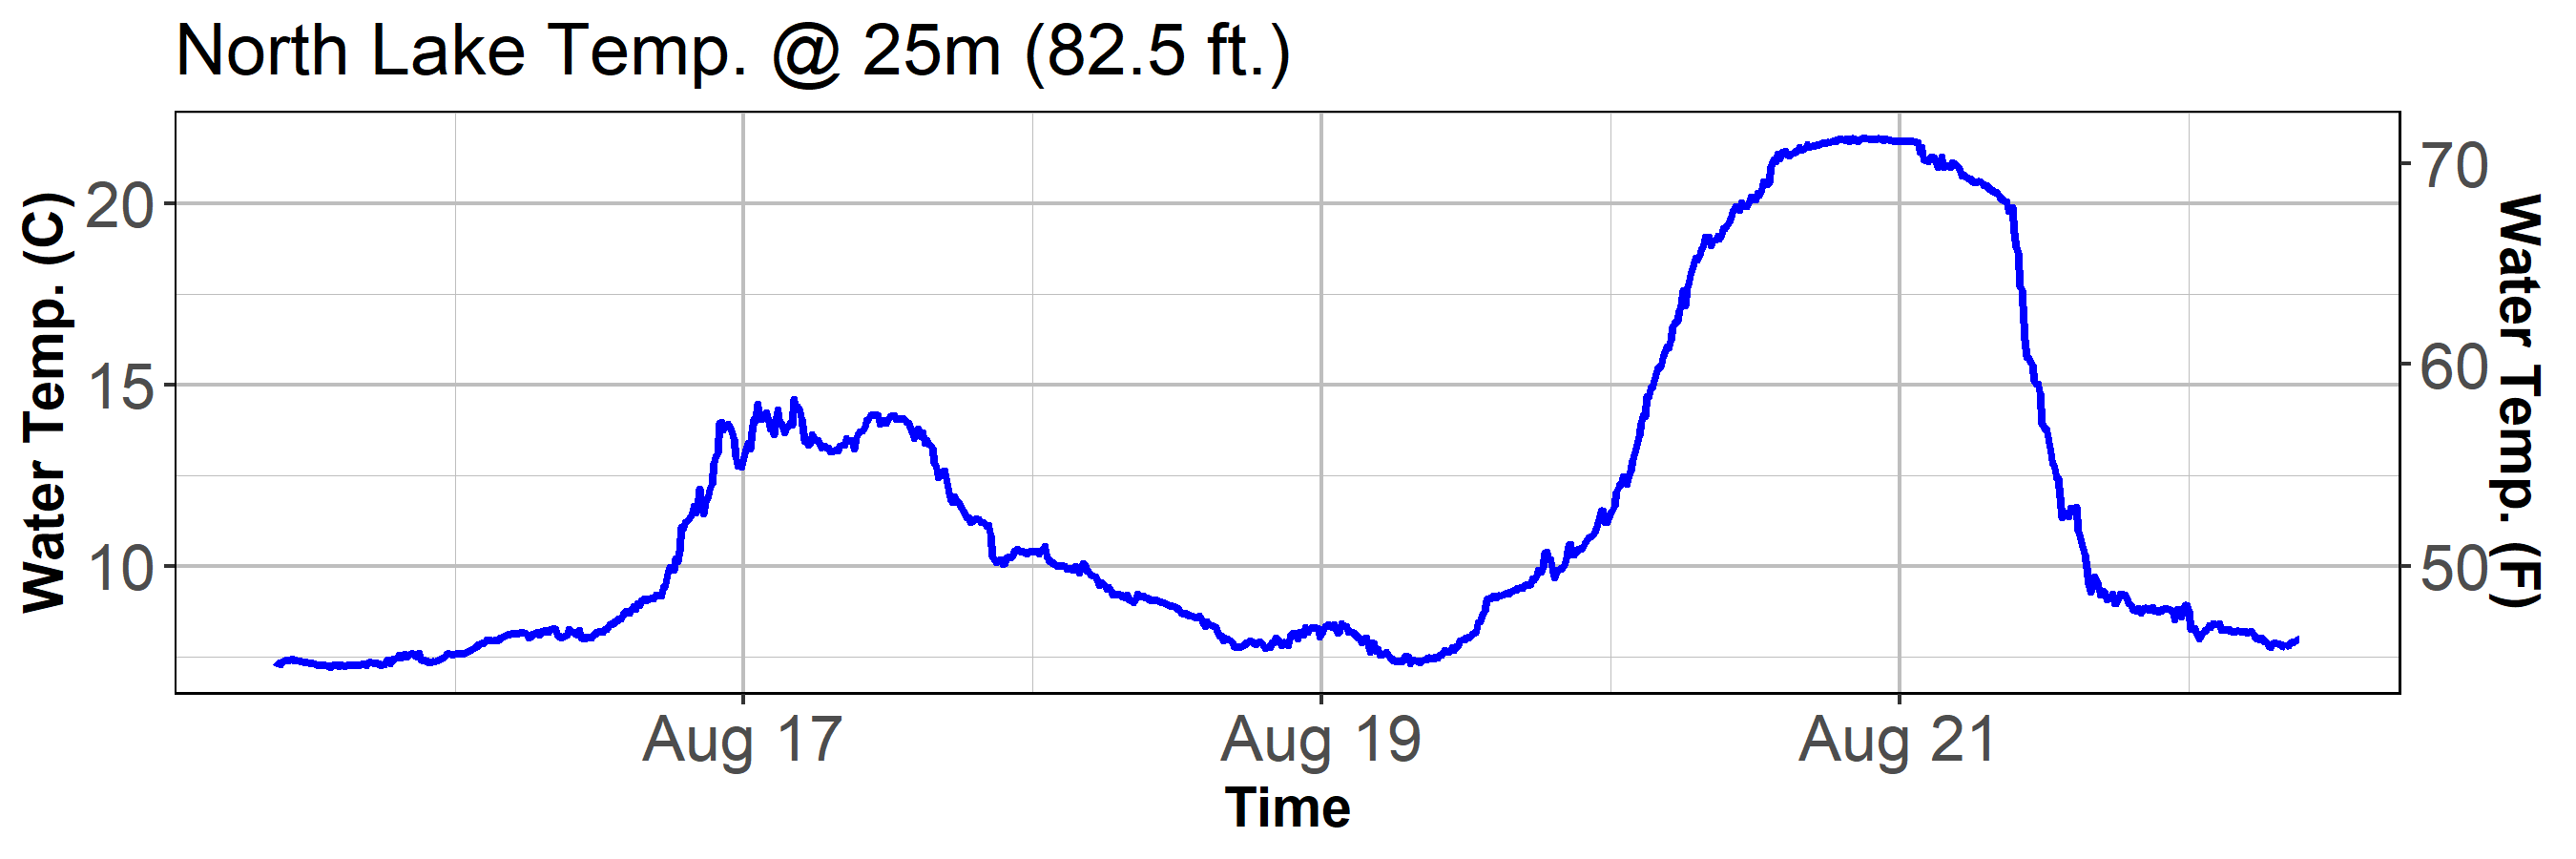 North Lake Temp. @ 25m (82.5 ft.)
Water Temp. (C)
20
15
10
70
60
50
Water Temp. (F)
Aug 17
Aug 19
Aug 21
Time